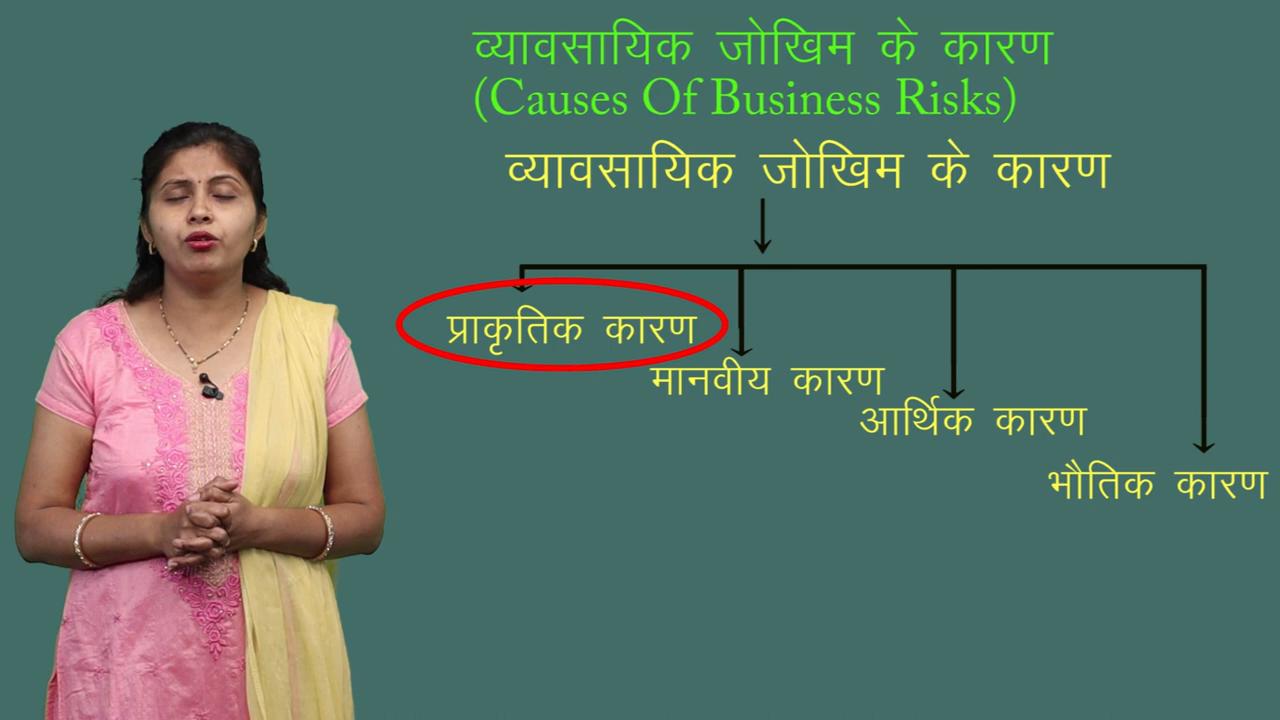 व्यावसायिक जोखिम के कारण
(Causes Of Business Risks)
व्यावसायिक जोखिम के कारण
प्राकृतिक कारण
मानवीय कारण
आर्थिक कारण
भौतिक कारण